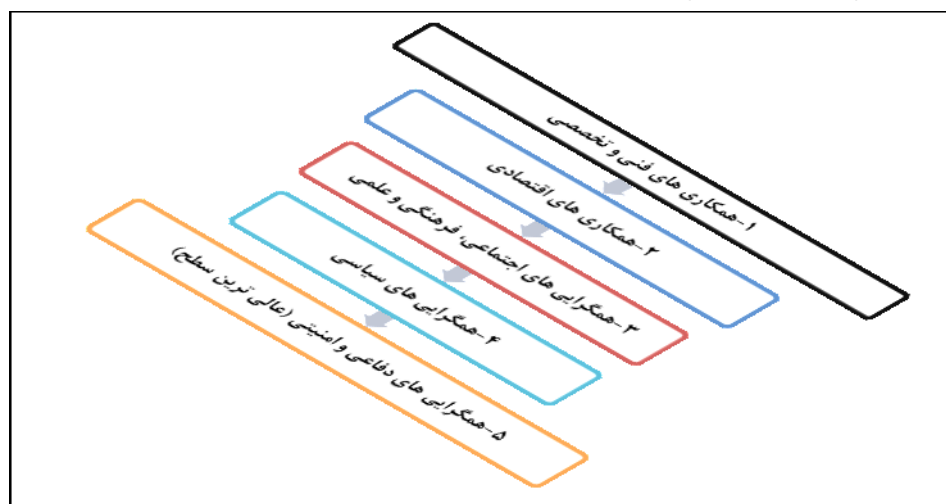 ۱-همکاری های فنی و تخصصی
۲-همکاری های اقتصادی
۳-همگرایی های اجتماعی، فرهنگی و علمی
۴-همگرایی های سیاسی
۵-همگرایی های دفاعی و امنیتی (عالی ترین سطح)